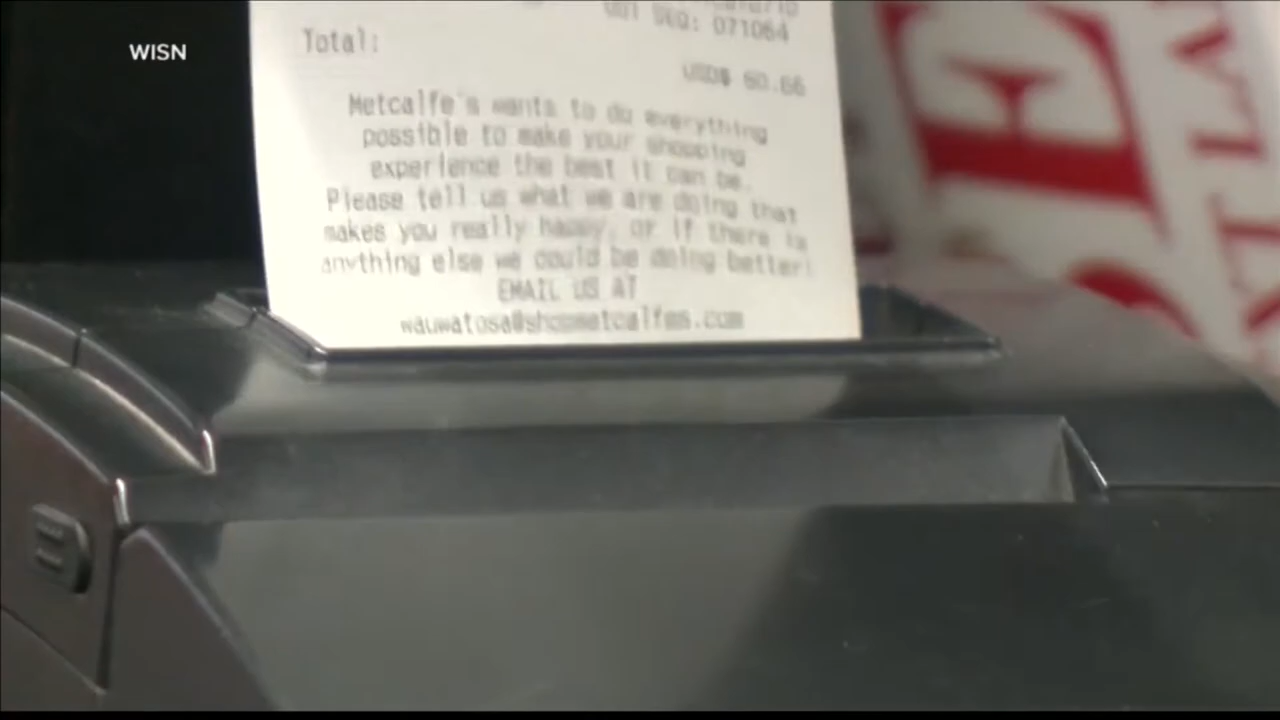 WISN
071064
Total:
USD$ 60.66
Metcalfe's wants to do everything
possible to make your shopping
experience the best it can be.
Please tell us what we are doing that
makes you really happy, or if there is
anything else we could be doing better!
EMAIL US AT
wauwatosa@shopmetcalfes.com